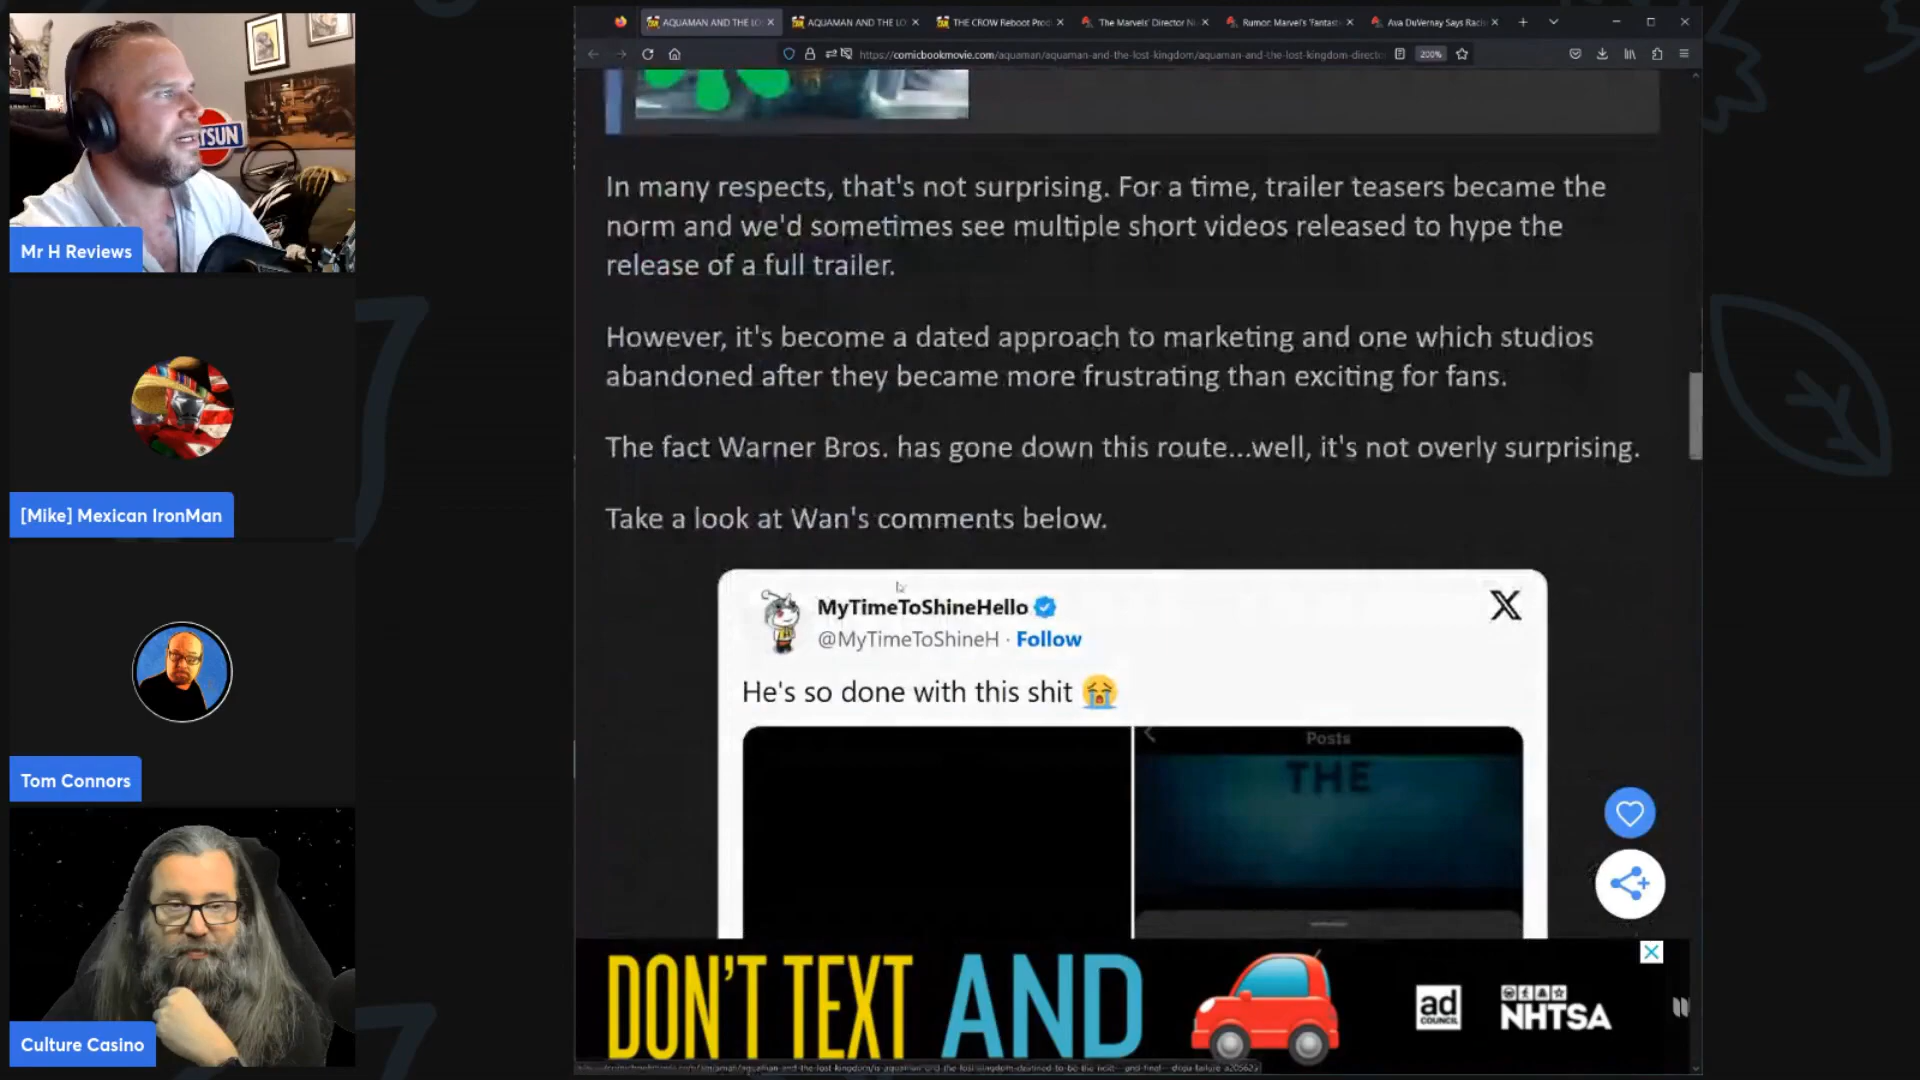 AQUAMAN AND THE LO
AQUAMAN AND THE LO
THE CROW Reboot Prod
The Marvels' Director Ni
Rumor: Marvel's 'Fantast
Ava DuVernay Says Racis
https://comicbookmovie.com/aquaman/aquaman-and-the-lost-kingdom/aquaman-and-the-lost-kingdom-directo
200%
TSUN
Mr H Reviews
[Mike] Mexican IronMan
Tom Connors
Culture Casino
In many respects, that's not surprising. For a time, trailer teasers became the
norm and we'd sometimes see multiple short videos released to hype the
release of a full trailer.
However, it's become a dated approach to marketing and one which studios
abandoned after they became more frustrating than exciting for fans.
The fact Warner Bros. has gone down this route...well, it's not overly surprising.
Take a look at Wan's comments below.
MyTimeToShineHello
@MyTimeToShineH · Follow
X
He's so done with this shit 😭
Posts
THE
DON'T TEXT AND
ad
COUNCIL
NHTSA